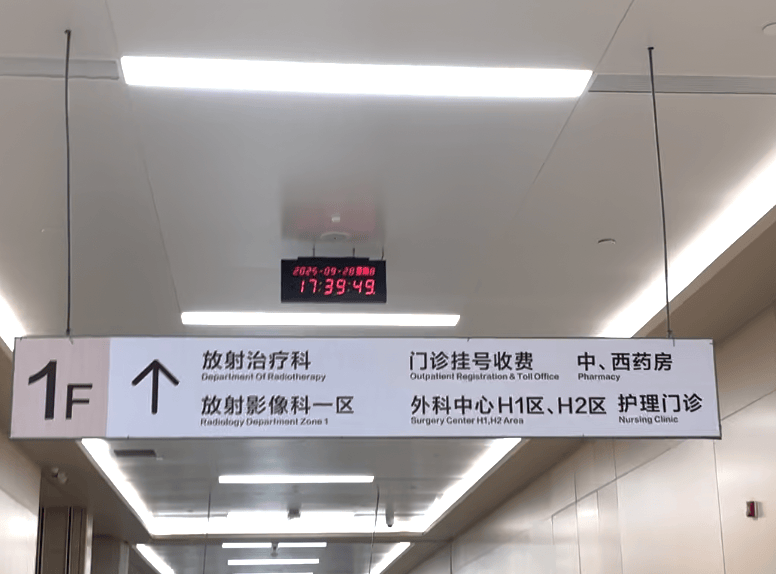 2025-09-28
17:39:49
1F
放射治疗科 门诊挂号收费 中、西药房
Department Of Radiotherapy Outpatient Registration & Toll Office Pharmacy
放射影像科一区 外科中心H1区、H2区 护理门诊
Radiology Department Zone 1 Surgery Center H1,H2 Area Nursing Clinic